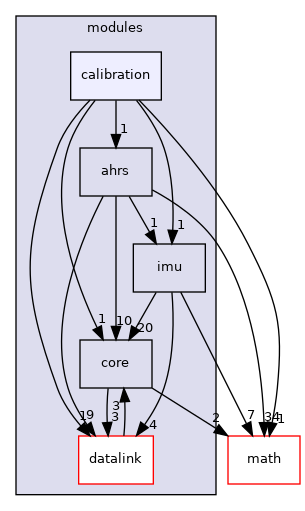 modules
calibration
1
ahrs
1
1
imu
1
10
20
core
3
19
3
34
7
1
2
4
datalink
math